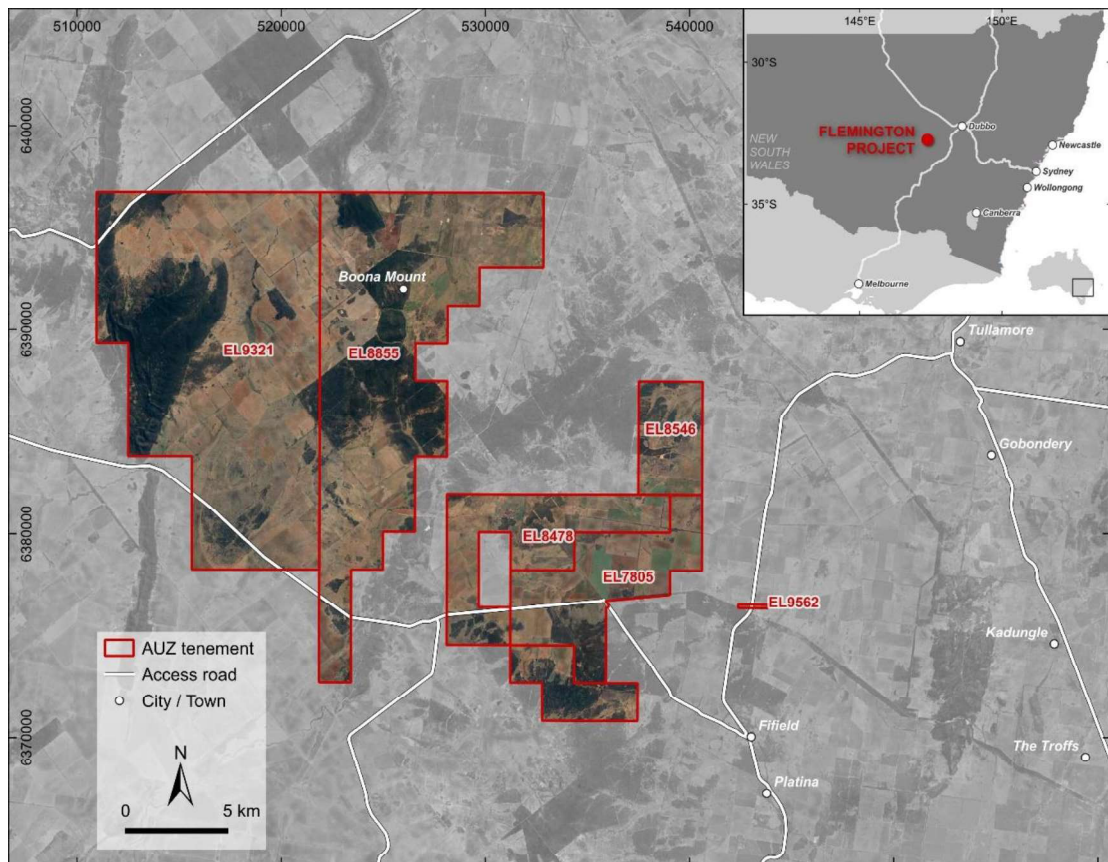 510000
520000
530000
540000
6400000
6390000
6380000
6370000
145°E
150°E
30°S
35°S
NEW
SOUTH
WALES
FLEMINGTON
PROJECT
Dubbo
Newcastle
Sydney
Wollongong
Canberra
Melbourne
Boona Mount
EL9321
EL8855
Tullamore
EL8546
Gobondery
EL8478
EL7805
EL9562
Kadungle
Fifield
The Troffs
Platina
AUZ tenement
Access road
City / Town
N
0 5 km